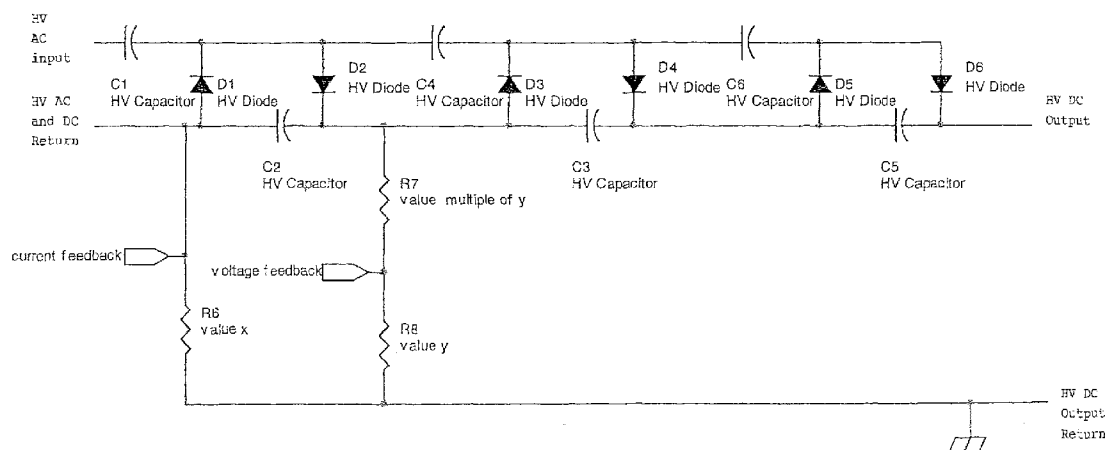 HV
AC
input
C1
HV Capacitor
D1
HV Diode
D2
HV Diode
C4
HV Capacitor
D3
HV Diode
D4
HV Diode
C6
HV Capacitor
D5
HV Diode
D6
HV Diode
HV AC
and DC
Return
HV DC
Output
C2
HV Capacitor
C3
HV Capacitor
C5
HV Capacitor
R7
value multiple of y
current feedback
voltage feedback
R6
value x
R8
value y
HV DC
Output
Return